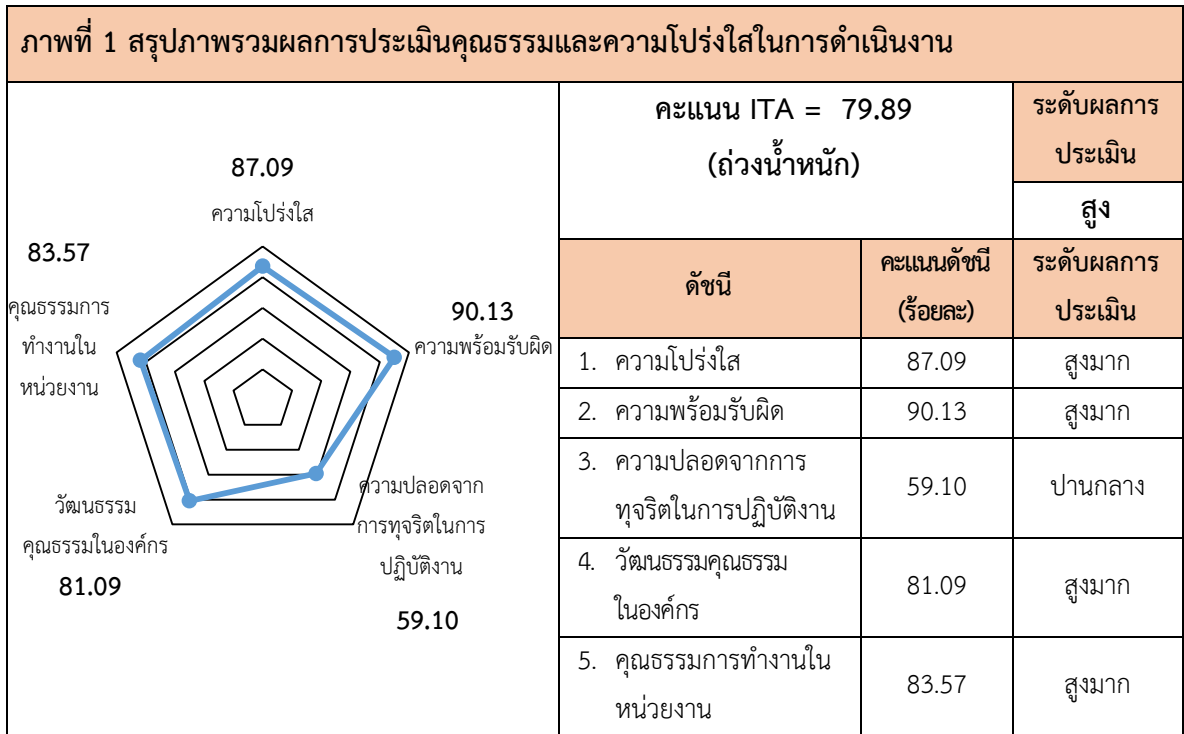 ภาพที่ 1 สรุปภาพรวมผลการประเมินคุณธรรมและความโปร่งใสในการดำเนินงาน
87.09
ความโปร่งใส
83.57
คุณธรรมการ
ทำงานใน
หน่วยงาน
90.13
ความพร้อมรับผิด
วัฒนธรรม
คุณธรรมในองค์กร
81.09
ความปลอดจาก
การทุจริตในการ
ปฏิบัติงาน
59.10
คะแนน ITA = 79.89
(ถ่วงน้ำหนัก)
ระดับผลการ
ประเมิน
สูง
ดัชนี
คะแนนดัชนี
(ร้อยละ)
ระดับผลการ
ประเมิน
1. ความโปร่งใส 87.09 สูงมาก
2. ความพร้อมรับผิด 90.13 สูงมาก
3. ความปลอดจากการ
ทุจริตในการปฏิบัติงาน
59.10 ปานกลาง
4. วัฒนธรรมคุณธรรม
ในองค์กร
81.09 สูงมาก
5. คุณธรรมการทำงานใน
หน่วยงาน
83.57 สูงมาก